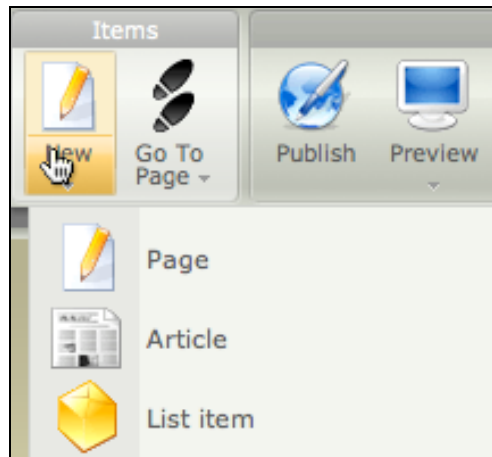 Items
New
Go To
Page
Publish
Preview
Page
Article
List item